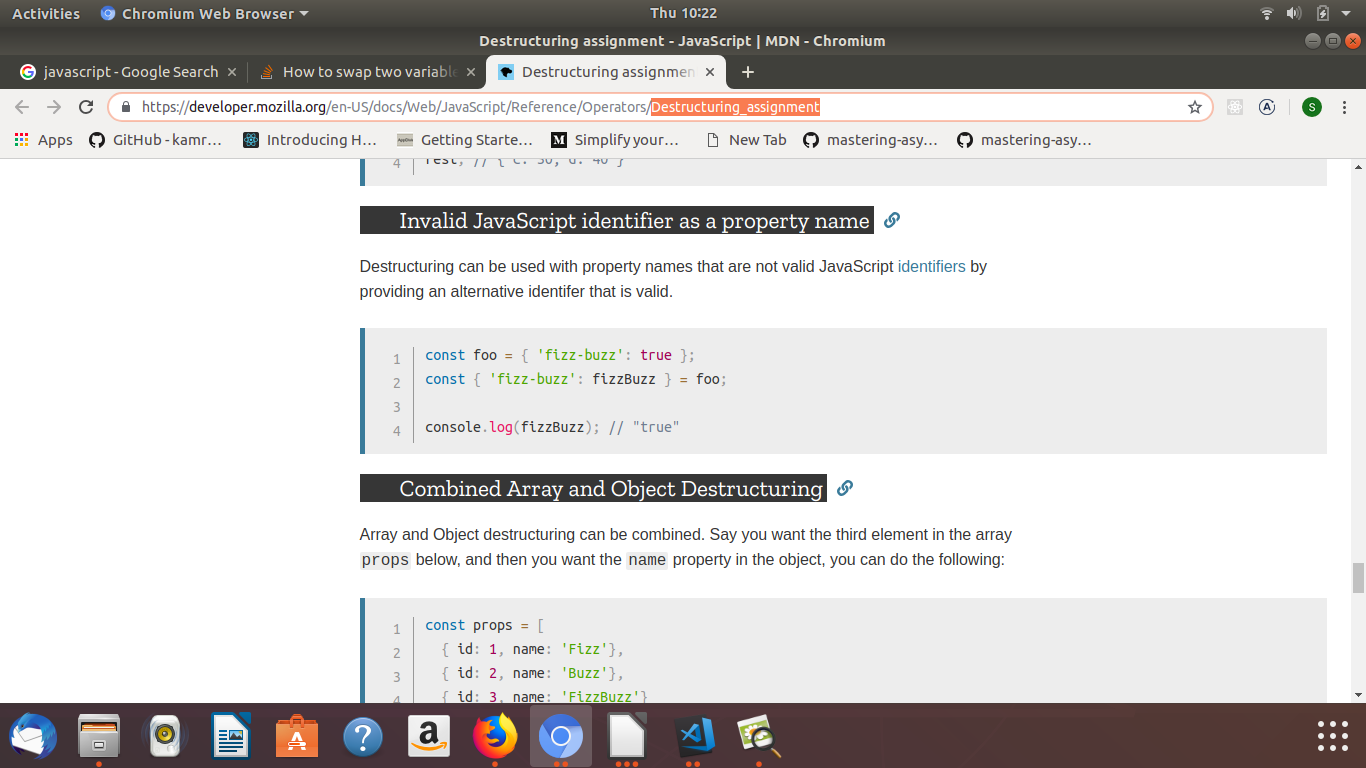 Activities Chromium Web Browser Thu 10:22
Destructuring assignment - JavaScript | MDN - Chromium
javascript - Google Search How to swap two variable Destructuring assignmen
https://developer.mozilla.org/en-US/docs/Web/JavaScript/Reference/Operators/Destructuring_assignment S
Apps GitHub - kamr… Introducing H… Getting Starte… Simplify your… New Tab mastering-asy… mastering-asy…
4 rest; // { c: 30, d: 40 }
Invalid JavaScript identifier as a property name
Destructuring can be used with property names that are not valid JavaScript identifiers by
providing an alternative identifer that is valid.
1 const foo = { 'fizz-buzz': true };
2 const { 'fizz-buzz': fizzBuzz } = foo;
3
4 console.log(fizzBuzz); // "true"
Combined Array and Object Destructuring
Array and Object destructuring can be combined. Say you want the third element in the array
props below, and then you want the name property in the object, you can do the following:
1 const props = [
2 { id: 1, name: 'Fizz'},
3 { id: 2, name: 'Buzz'},
4 { id: 3, name: 'FizzBuzz'}